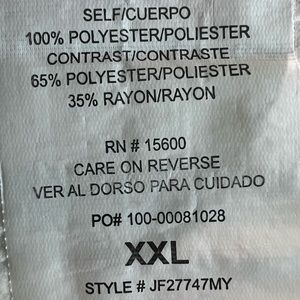 SELF/CUERPO
100% POLYESTER/POLIESTER
CONTRAST/CONTRASTE
65% POLYESTER/POLIESTER
35% RAYON/RAYON
RN # 15600
CARE ON REVERSE
VER AL DORSO PARA CUIDADO
PO# 100-00081028
XXL
STYLE # JF27747MY